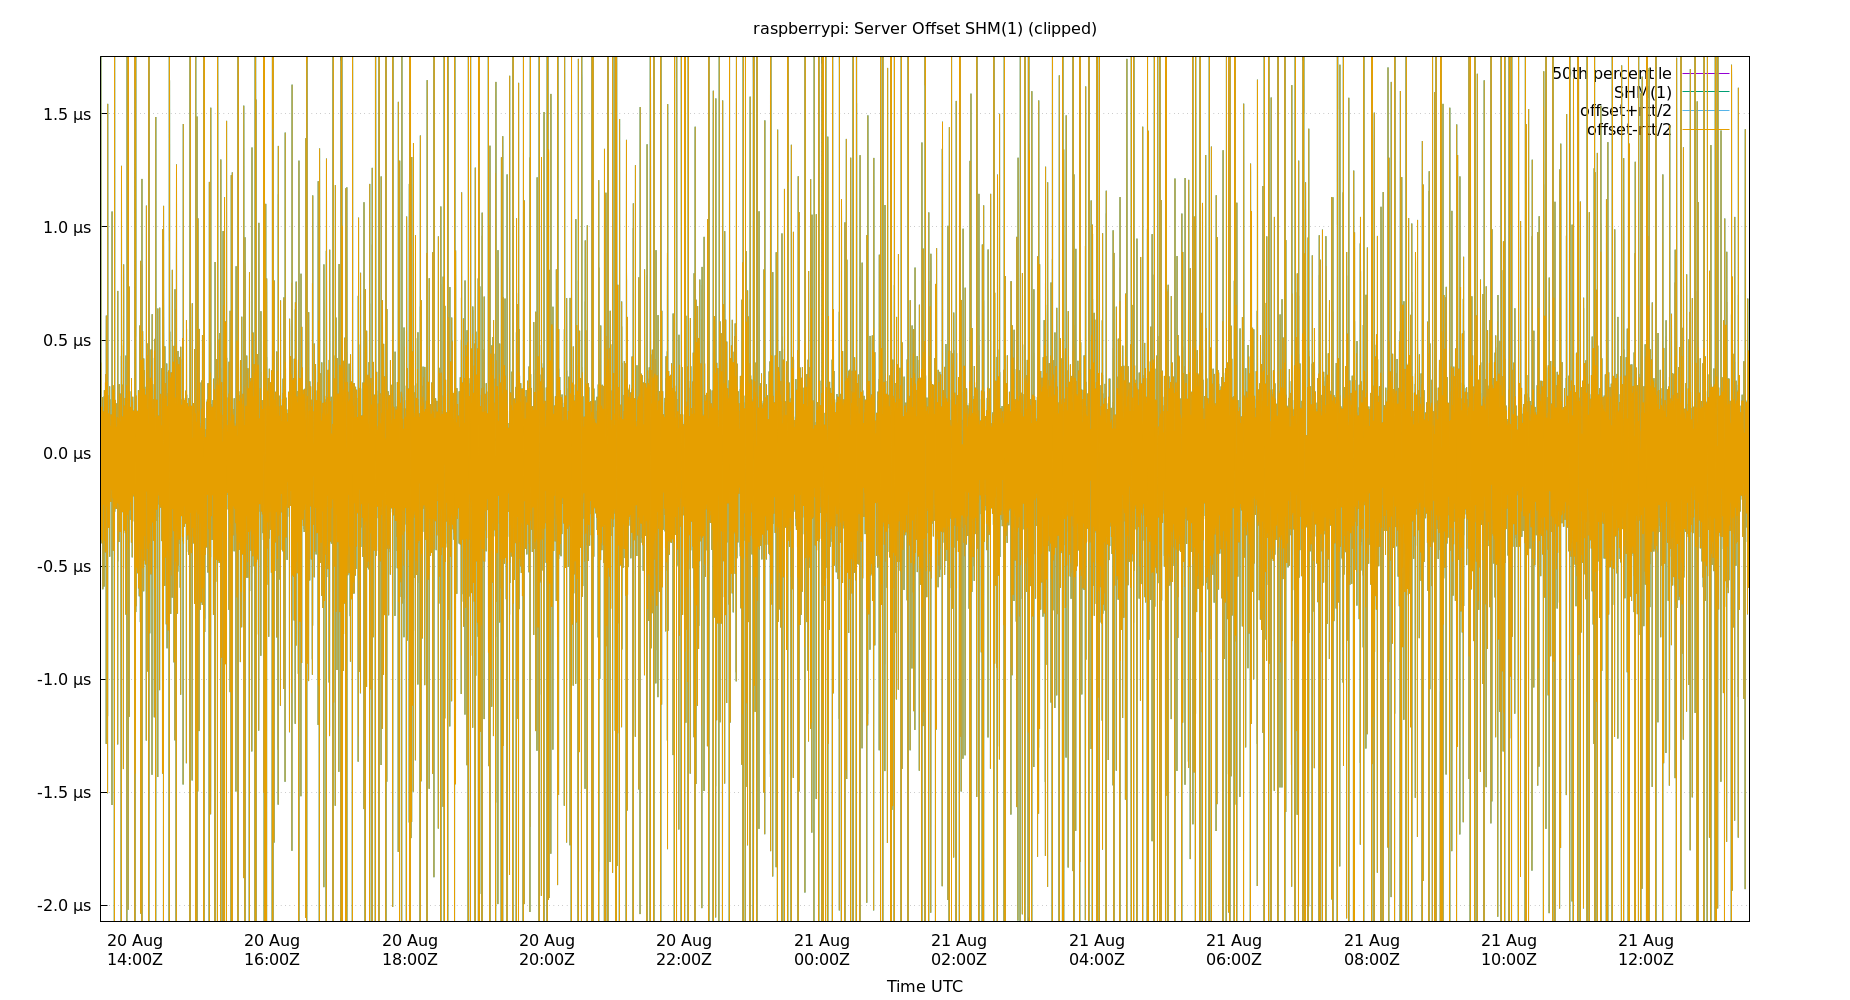 raspberrypi: Server Offset SHM(1) (clipped)
50th percentile
SHM(1)
offset+rtt/2
offset-rtt/2
1.5 µs
1.0 µs
0.5 µs
0.0 µs
-0.5 µs
-1.0 µs
-1.5 µs
-2.0 µs
20 Aug 20 Aug 20 Aug 20 Aug 20 Aug 21 Aug 21 Aug 21 Aug 21 Aug 21 Aug 21 Aug 21 Aug
14:00Z 16:00Z 18:00Z 20:00Z 22:00Z 00:00Z 02:00Z 04:00Z 06:00Z 08:00Z 10:00Z 12:00Z
Time UTC